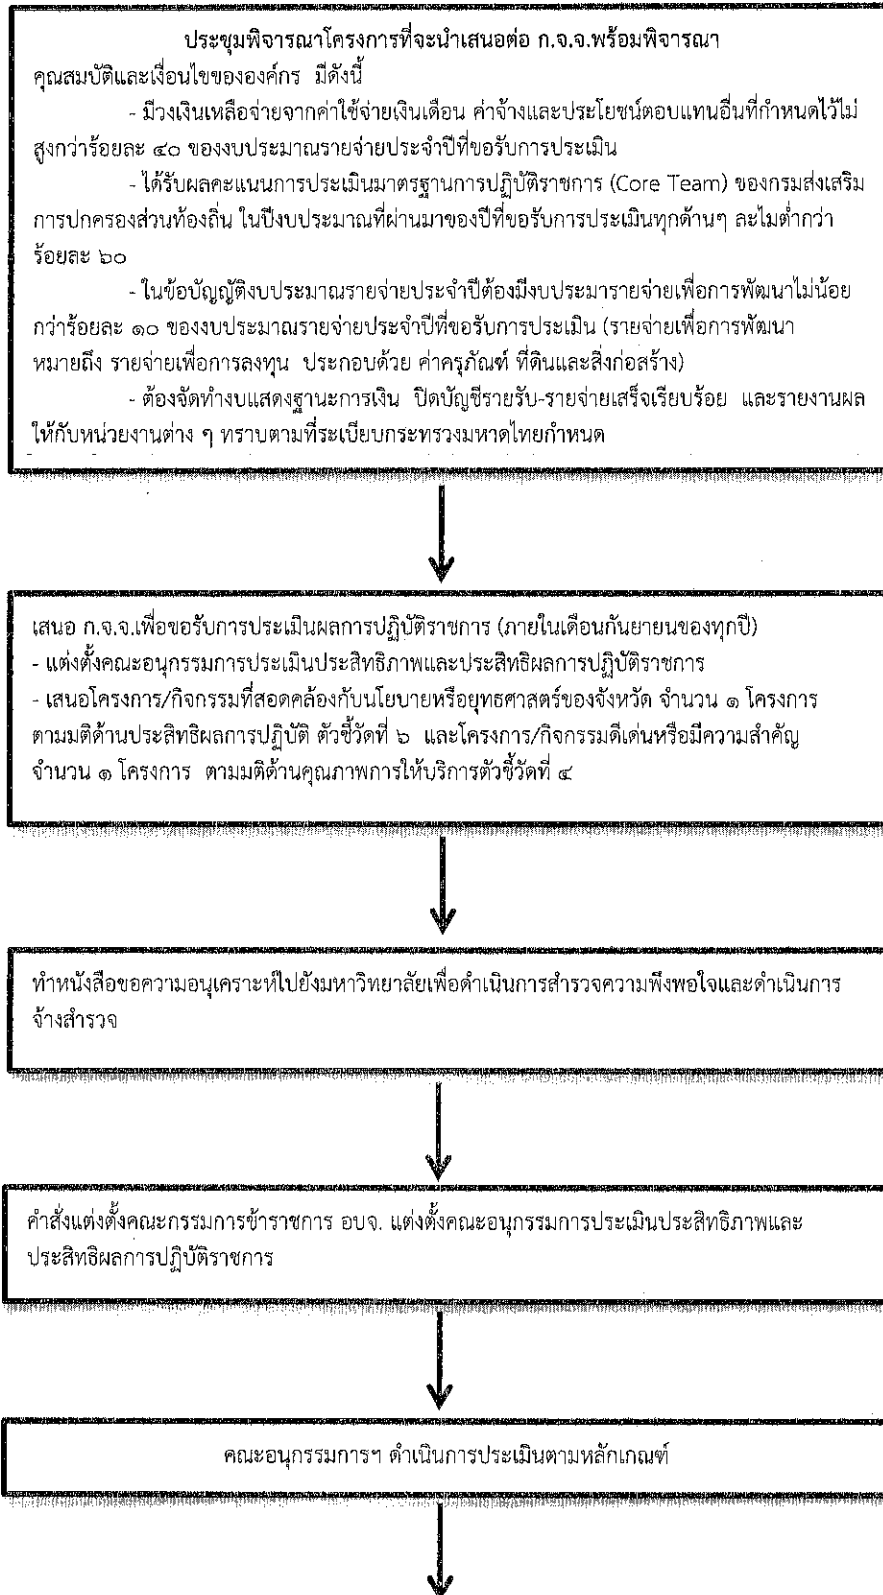 ประชุมพิจารณาโครงการที่จะนำเสนอต่อ ก.จ.จ.พร้อมพิจารณา
คุณสมบัติและเงื่อนไขขององค์กร มีดังนี้
- มีวงเงินเหลือจ่ายจากค่าใช้จ่ายเงินเดือน ค่าจ้างและประโยชน์ตอบแทนอื่นที่กำหนดไว้ไม่
สูงกว่าร้อยละ ๔๐ ของงบประมาณรายจ่ายประจำปีที่ขอรับการประเมิน
- ได้รับผลคะแนนการประเมินมาตรฐานการปฏิบัติราชการ (Core Team) ของกรมส่งเสริม
การปกครองส่วนท้องถิ่น ในปีงบประมาณที่ผ่านมาของปีที่ขอรับการประเมินทุกด้านๆ ละไม่ต่ำกว่า
ร้อยละ ๖๐
- ในข้อบัญญัติงบประมาณรายจ่ายประจำปีต้องมีงบประมารายจ่ายเพื่อการพัฒนาไม่น้อย
กว่าร้อยละ ๑๐ ของงบประมาณรายจ่ายประจำปีที่ขอรับการประเมิน (รายจ่ายเพื่อการพัฒนา
หมายถึง รายจ่ายเพื่อการลงทุน ประกอบด้วย ค่าครุภัณฑ์ ที่ดินและสิ่งก่อสร้าง)
- ต้องจัดทำงบแสดงฐานะการเงิน ปิดบัญชีรายรับ-รายจ่ายเสร็จเรียบร้อย และรายงานผล
ให้กับหน่วยงานต่าง ๆ ทราบตามที่ระเบียบกระทรวงมหาดไทยกำหนด
เสนอ ก.จ.จ.เพื่อขอรับการประเมินผลการปฏิบัติราชการ (ภายในเดือนกันยายนของทุกปี)
- แต่งตั้งคณะอนุกรรมการประเมินประสิทธิภาพและประสิทธิผลการปฏิบัติราชการ
- เสนอโครงการ/กิจกรรมที่สอดคล้องกับนโยบายหรือยุทธศาสตร์ของจังหวัด จำนวน ๑ โครงการ
ตามมติด้านประสิทธิผลการปฏิบัติ ตัวชี้วัดที่ ๖ และโครงการ/กิจกรรมดีเด่นหรือมีความสำคัญ
จำนวน ๑ โครงการ ตามมติด้านคุณภาพการให้บริการตัวชี้วัดที่ ๔
ทำหนังสือขอความอนุเคราะห์ไปยังมหาวิทยาลัยเพื่อดำเนินการสำรวจความพึงพอใจและดำเนินการ
จ้างสำรวจ
คำสั่งแต่งตั้งคณะกรรมการข้าราชการ อบจ. แต่งตั้งคณะอนุกรรมการประเมินประสิทธิภาพและ
ประสิทธิผลการปฏิบัติราชการ
คณะอนุกรรมการฯ ดำเนินการประเมินตามหลักเกณฑ์